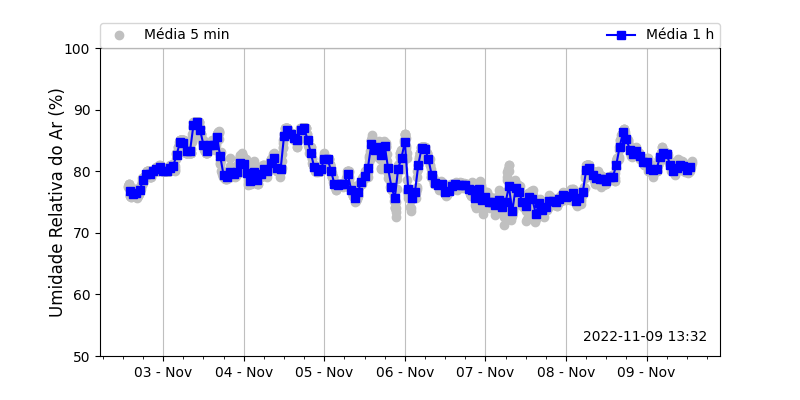 Média 5 min
Média 1 h
Umidade Relativa do Ar (%)
100
90
80
70
60
50
2022-11-09 13:32
03 - Nov
04 - Nov
05 - Nov
06 - Nov
07 - Nov
08 - Nov
09 - Nov